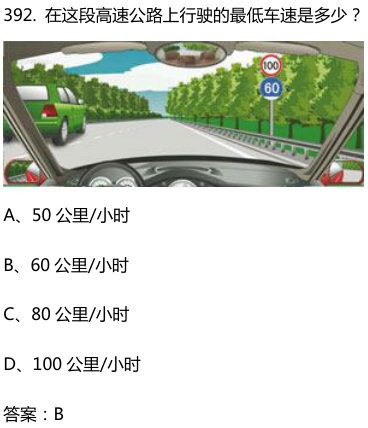 392. 在这段高速公路上行驶的最低车速是多少？
100
60
A、50 公里/小时
B、60 公里/小时
C、80 公里/小时
D、100 公里/小时
答案：B